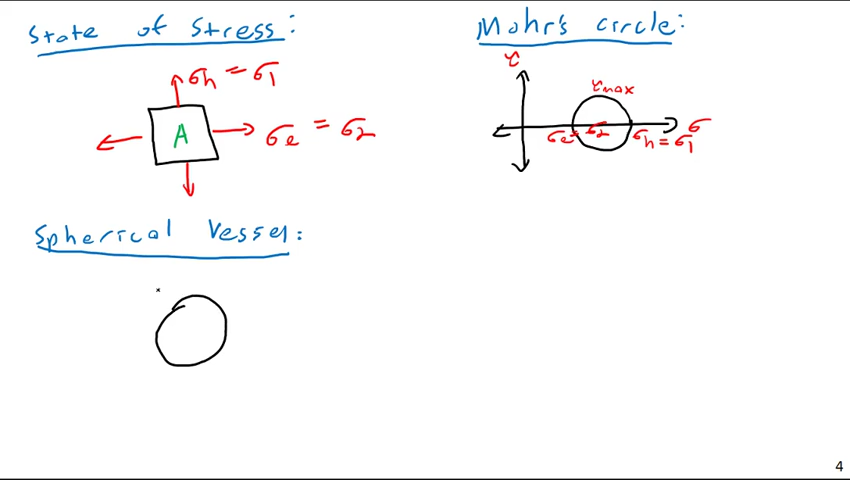 State of Stress:
σh = σ1
A
σe = σ2
Mohr's circle:
τ
τmax
σ
σe = σ2
σh = σ1
Spherical Vessel:
4